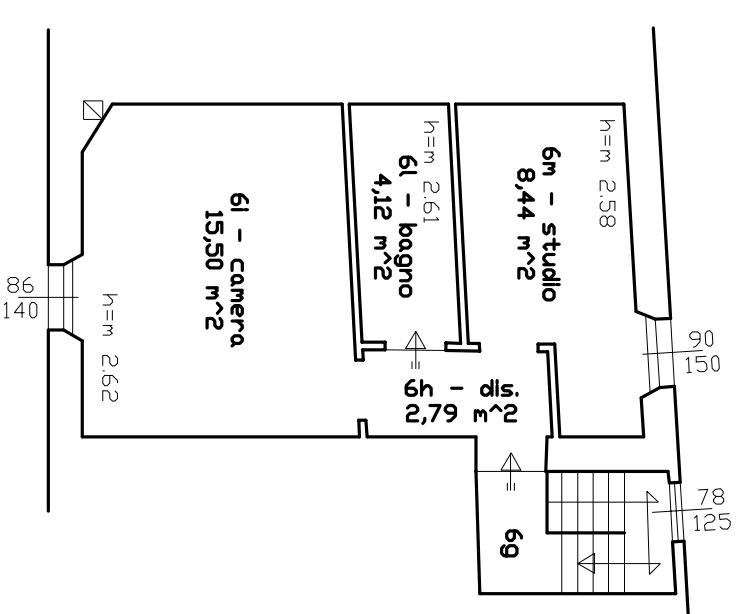 6i - camera
15,50 m^2
h=m 2.62
86
140
6l - bagno
4,12 m^2
h=m 2.61
6m - studio
8,44 m^2
h=m 2.58
90
150
6h - dis.
2,79 m^2
6g
78
125